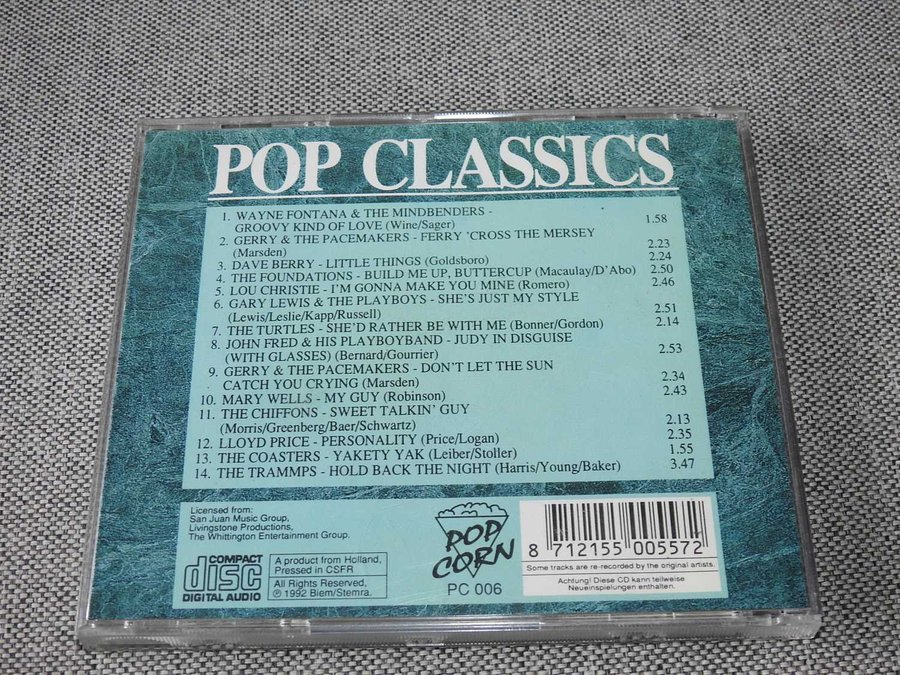 POP CLASSICS
1. WAYNE FONTANA & THE MINDBENDERS -
GROOVY KIND OF LOVE (Wine/Sager) 1.58
2. GERRY & THE PACEMAKERS - FERRY 'CROSS THE MERSEY
(Marsden) 2.23
3. DAVE BERRY - LITTLE THINGS (Goldsboro) 2.24
4. THE FOUNDATIONS - BUILD ME UP, BUTTERCUP (Macaulay/D'Abo) 2.50
5. LOU CHRISTIE - I'M GONNA MAKE YOU MINE (Romero) 2.46
6. GARY LEWIS & THE PLAYBOYS - SHE'S JUST MY STYLE
(Lewis/Leslie/Kapp/Russell) 2.51
7. THE TURTLES - SHE'D RATHER BE WITH ME (Bonner/Gordon) 2.14
8. JOHN FRED & HIS PLAYBOYBAND - JUDY IN DISGUISE
(WITH GLASSES) (Bernard/Gourrier) 2.53
9. GERRY & THE PACEMAKERS - DON'T LET THE SUN
CATCH YOU CRYING (Marsden) 2.34
10. MARY WELLS - MY GUY (Robinson) 2.43
11. THE CHIFFONS - SWEET TALKIN' GUY
(Morris/Greenberg/Baer/Schwartz) 2.13
12. LLOYD PRICE - PERSONALITY (Price/Logan) 2.35
13. THE COASTERS - YAKETY YAK (Leiber/Stoller) 1.55
14. THE TRAMMPS - HOLD BACK THE NIGHT (Harris/Young/Baker) 3.47
Licensed from:
San Juan Music Group,
Livingstone Productions,
The Whittington Entertainment Group.
COMPACT
disc
DIGITAL AUDIO
A product from Holland,
Pressed in CSFR
All Rights Reserved,
℗ 1992 Biem/Stemra.
POP
CORN
PC 006
8 712155 005572
Some tracks are re-recorded by the original artists.
Achtung! Diese CD kann teilweise
Neueinspielungen enthalten.